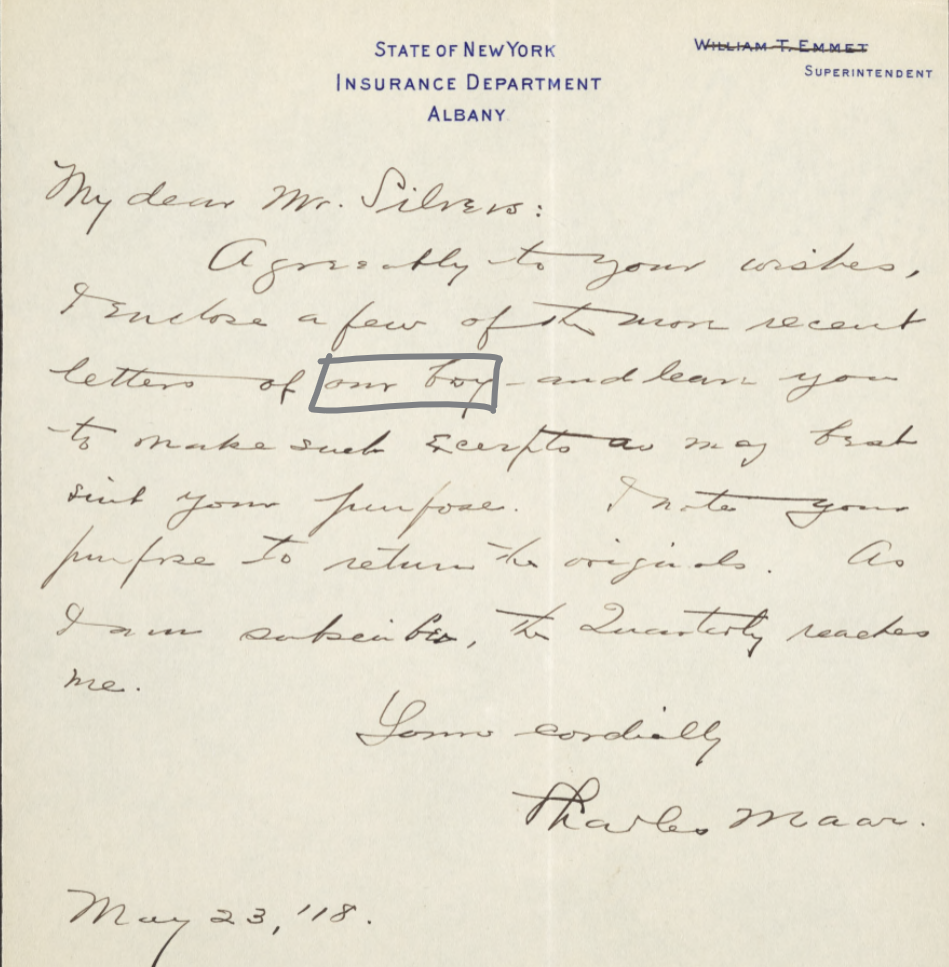 STATE OF NEW YORK
INSURANCE DEPARTMENT
ALBANY
WILLIAM T. EMMET
SUPERINTENDENT
My dear Mr. Silvers:
Agreeably to your wishes,
I enclose a few of the more recent
letters of our boy - and leave you
to make such excerpts as may best
suit your purpose. I note your
purpose to return the originals. As
I am subscriber, the Quarterly reaches
me.
Yours cordially
Charles Maar.
May 23, '18.